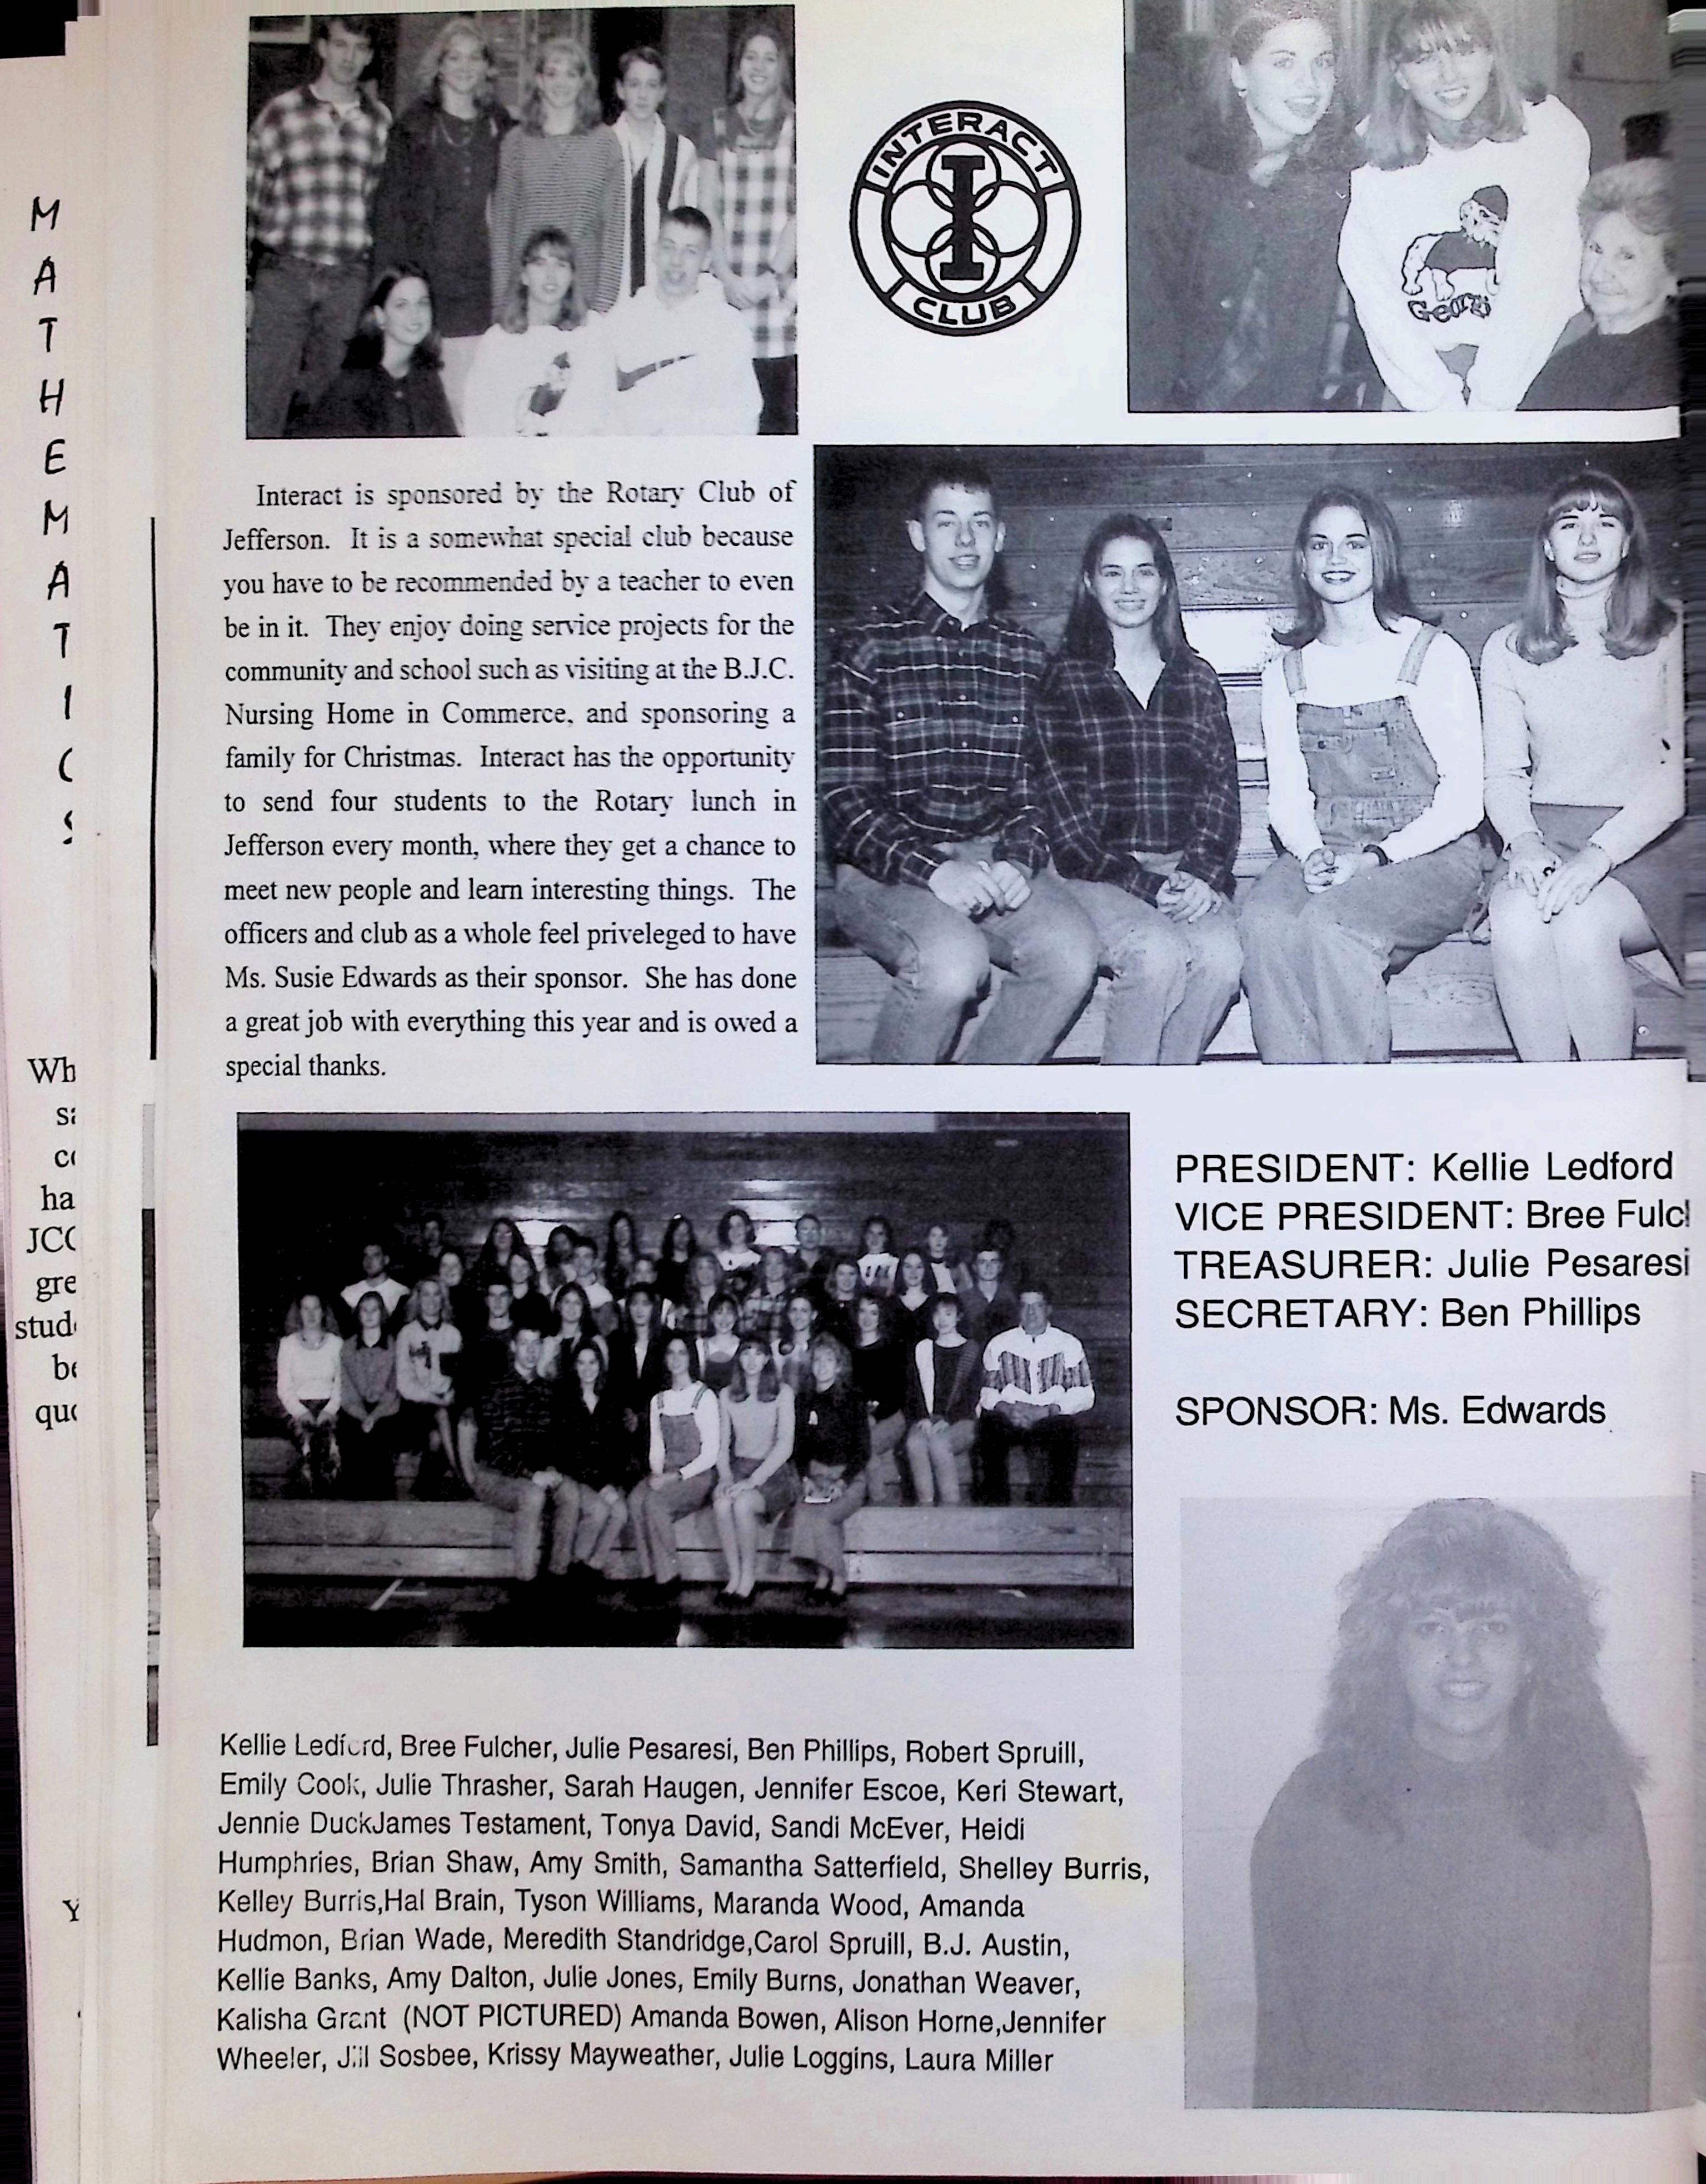 M
A
T
H
E
M
A
T
I
C
S
INTERACT
I
CLUB
Georgi
Interact is sponsored by the Rotary Club of
Jefferson. It is a somewhat special club because
you have to be recommended by a teacher to even
be in it. They enjoy doing service projects for the
community and school such as visiting at the B.J.C.
Nursing Home in Commerce, and sponsoring a
family for Christmas. Interact has the opportunity
to send four students to the Rotary lunch in
Jefferson every month, where they get a chance to
meet new people and learn interesting things. The
officers and club as a whole feel priveleged to have
Ms. Susie Edwards as their sponsor. She has done
a great job with everything this year and is owed a
special thanks.
PRESIDENT: Kellie Ledford
VICE PRESIDENT: Bree Fulc
TREASURER: Julie Pesaresi
SECRETARY: Ben Phillips
SPONSOR: Ms. Edwards
Kellie Ledford, Bree Fulcher, Julie Pesaresi, Ben Phillips, Robert Spruill,
Emily Cook, Julie Thrasher, Sarah Haugen, Jennifer Escoe, Keri Stewart,
Jennie DuckJames Testament, Tonya David, Sandi McEver, Heidi
Humphries, Brian Shaw, Amy Smith, Samantha Satterfield, Shelley Burris,
Kelley Burris,Hal Brain, Tyson Williams, Maranda Wood, Amanda
Hudmon, Brian Wade, Meredith Standridge,Carol Spruill, B.J. Austin,
Kellie Banks, Amy Dalton, Julie Jones, Emily Burns, Jonathan Weaver,
Kalisha Grant (NOT PICTURED) Amanda Bowen, Alison Horne,Jennifer
Wheeler, Jill Sosbee, Krissy Mayweather, Julie Loggins, Laura Miller